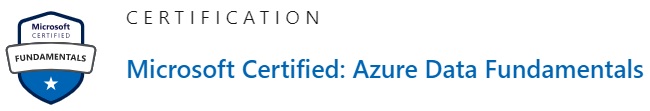 CERTIFICATION
Microsoft
CERTIFIED
FUNDAMENTALS
Microsoft Certified: Azure Data Fundamentals